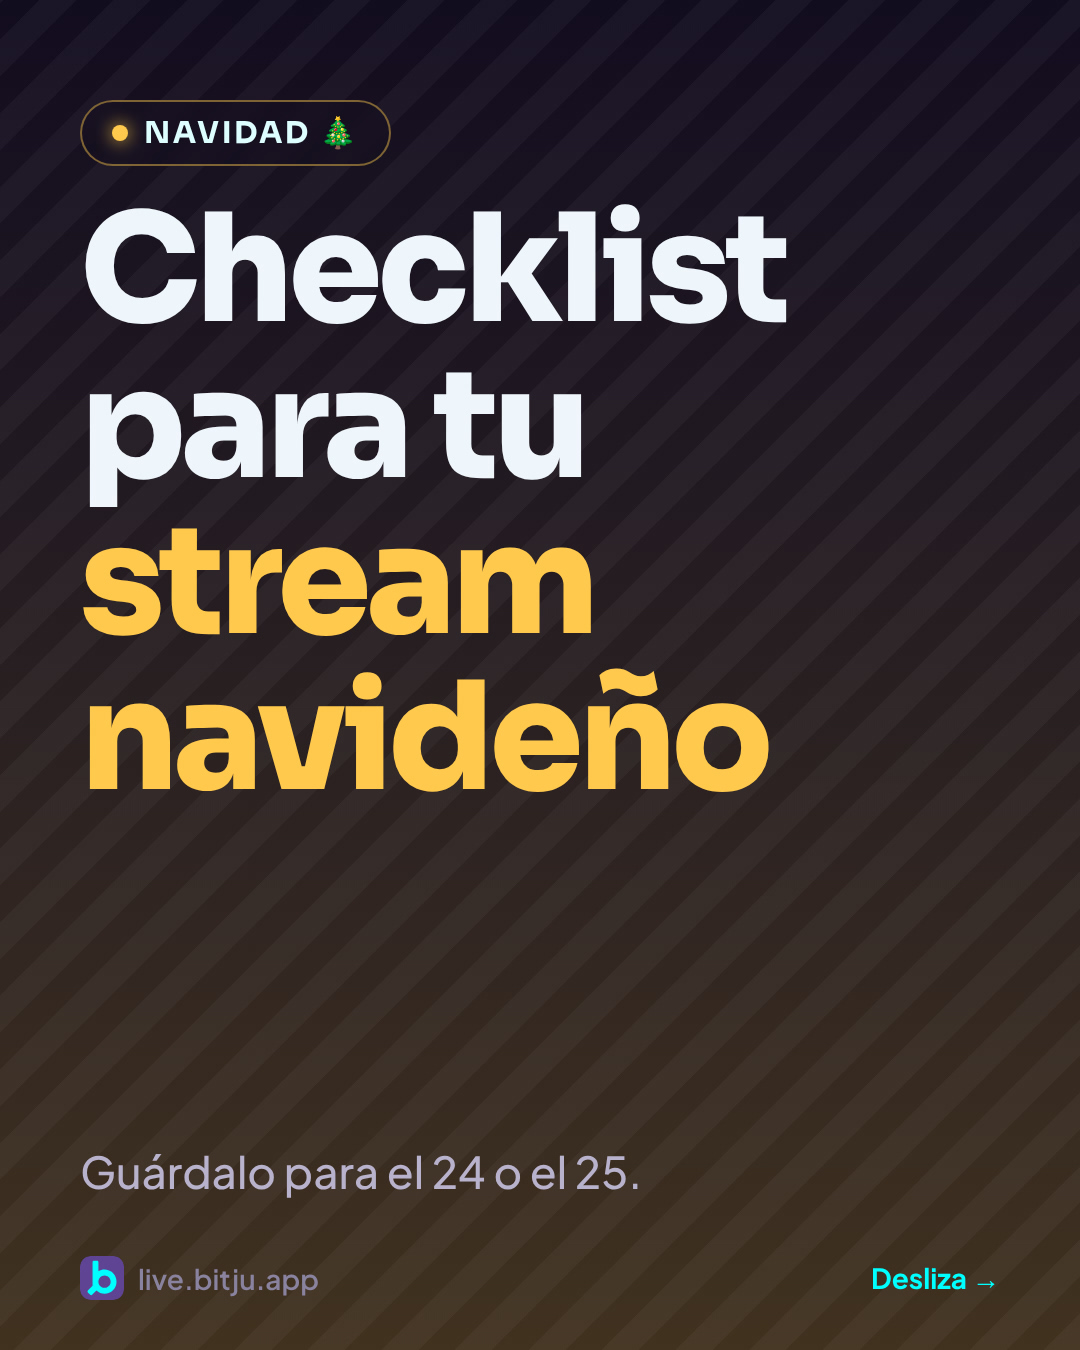 NAVIDAD 🎄
Checklist
para tu
stream
navideño
Guárdalo para el 24 o el 25.
live.bitju.app
Desliza →